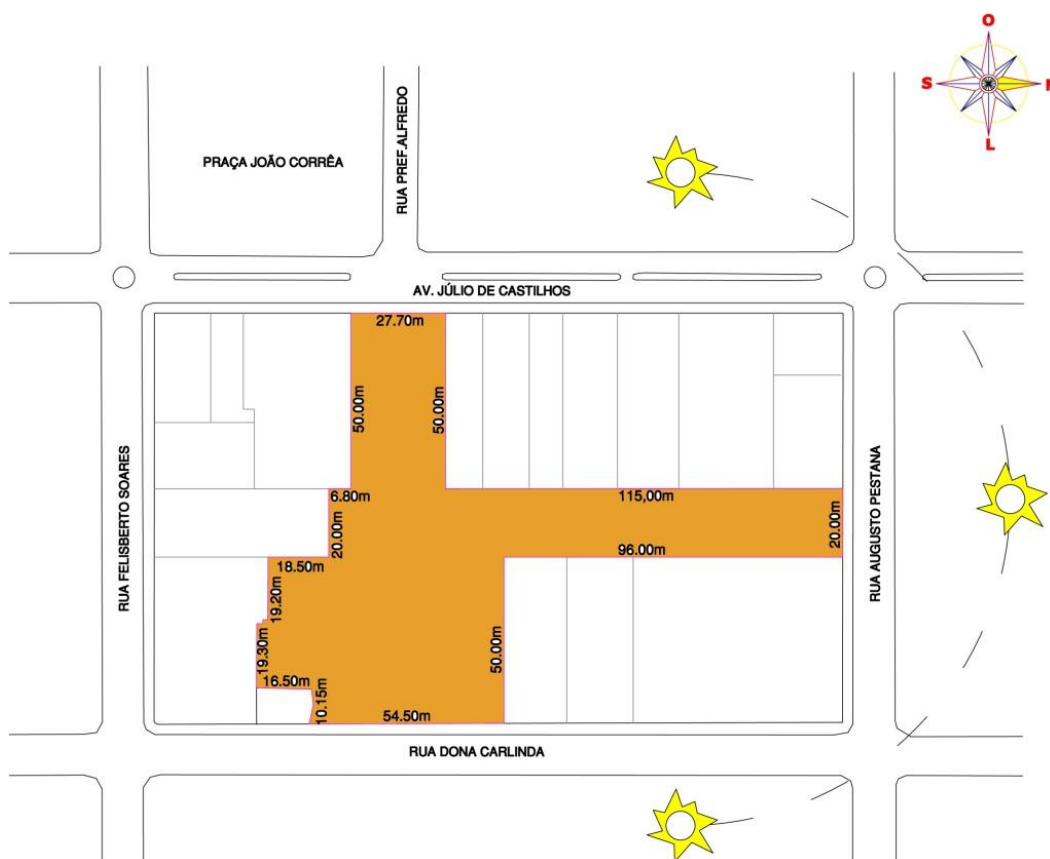 O
S
N
L
PRAÇA JOÃO CORRÊA
RUA PREF.ALFREDO
AV. JÚLIO DE CASTILHOS
27.70m
50.00m
50.00m
RUA FELISBERTO SOARES
RUA AUGUSTO PESTANA
6.80m
115,00m
20.00m
20.00m
96.00m
18.50m
19.20m
19.30m
50.00m
16.50m
10.15m
54.50m
RUA DONA CARLINDA